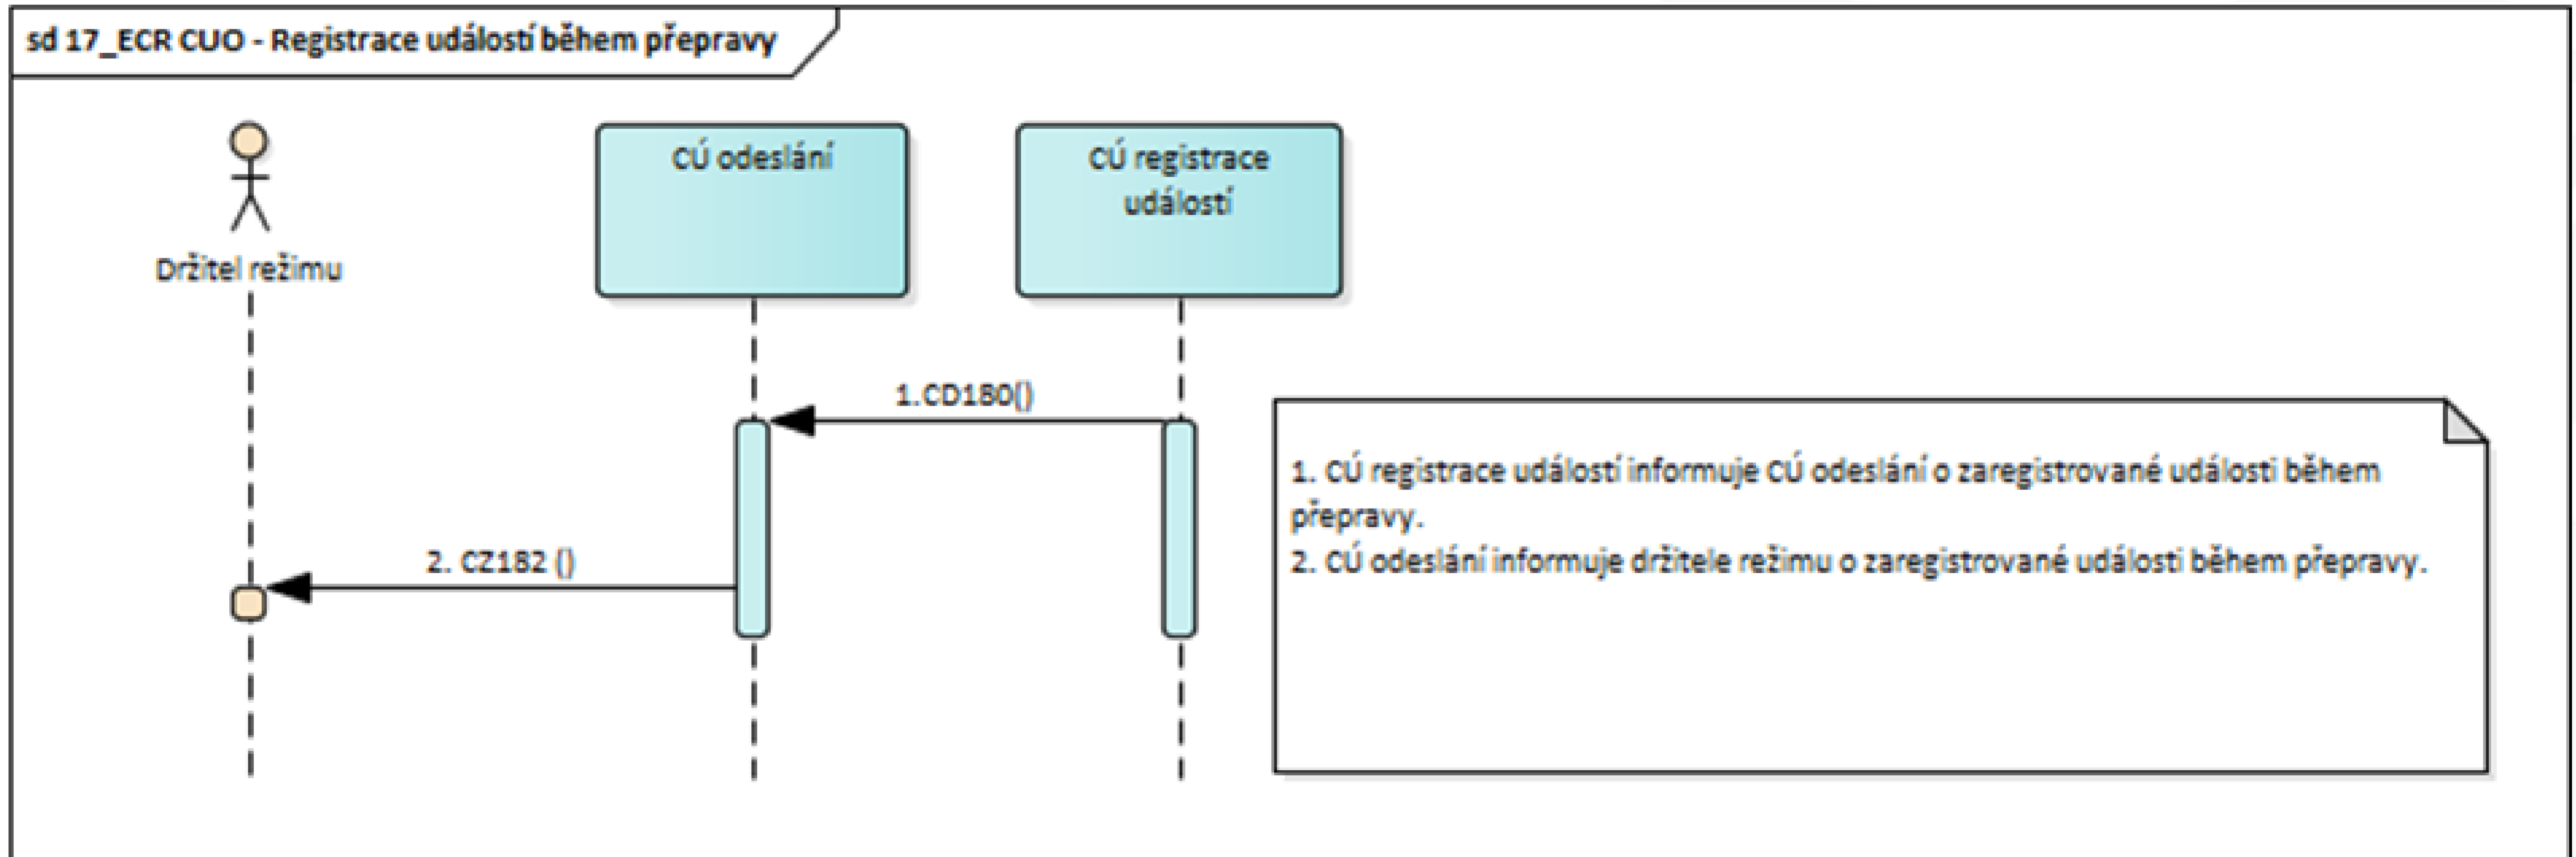 sd 17_ECR CUO - Registrace událostí během přepravy
Držitel režimu
CÚ odeslání
CÚ registrace
událostí
1.CD180()
2. CZ182 ()
1. CÚ registrace událostí informuje CÚ odeslání o zaregistrované události během
přepravy.
2. CÚ odeslání informuje držitele režimu o zaregistrované události během přepravy.